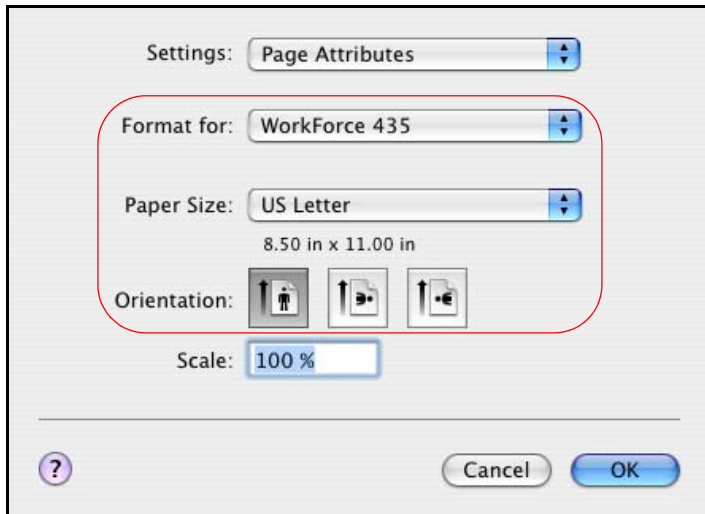 Settings: Page Attributes
Format for: WorkForce 435
Paper Size: US Letter
8.50 in x 11.00 in
Orientation:
Scale: 100 %
? Cancel OK